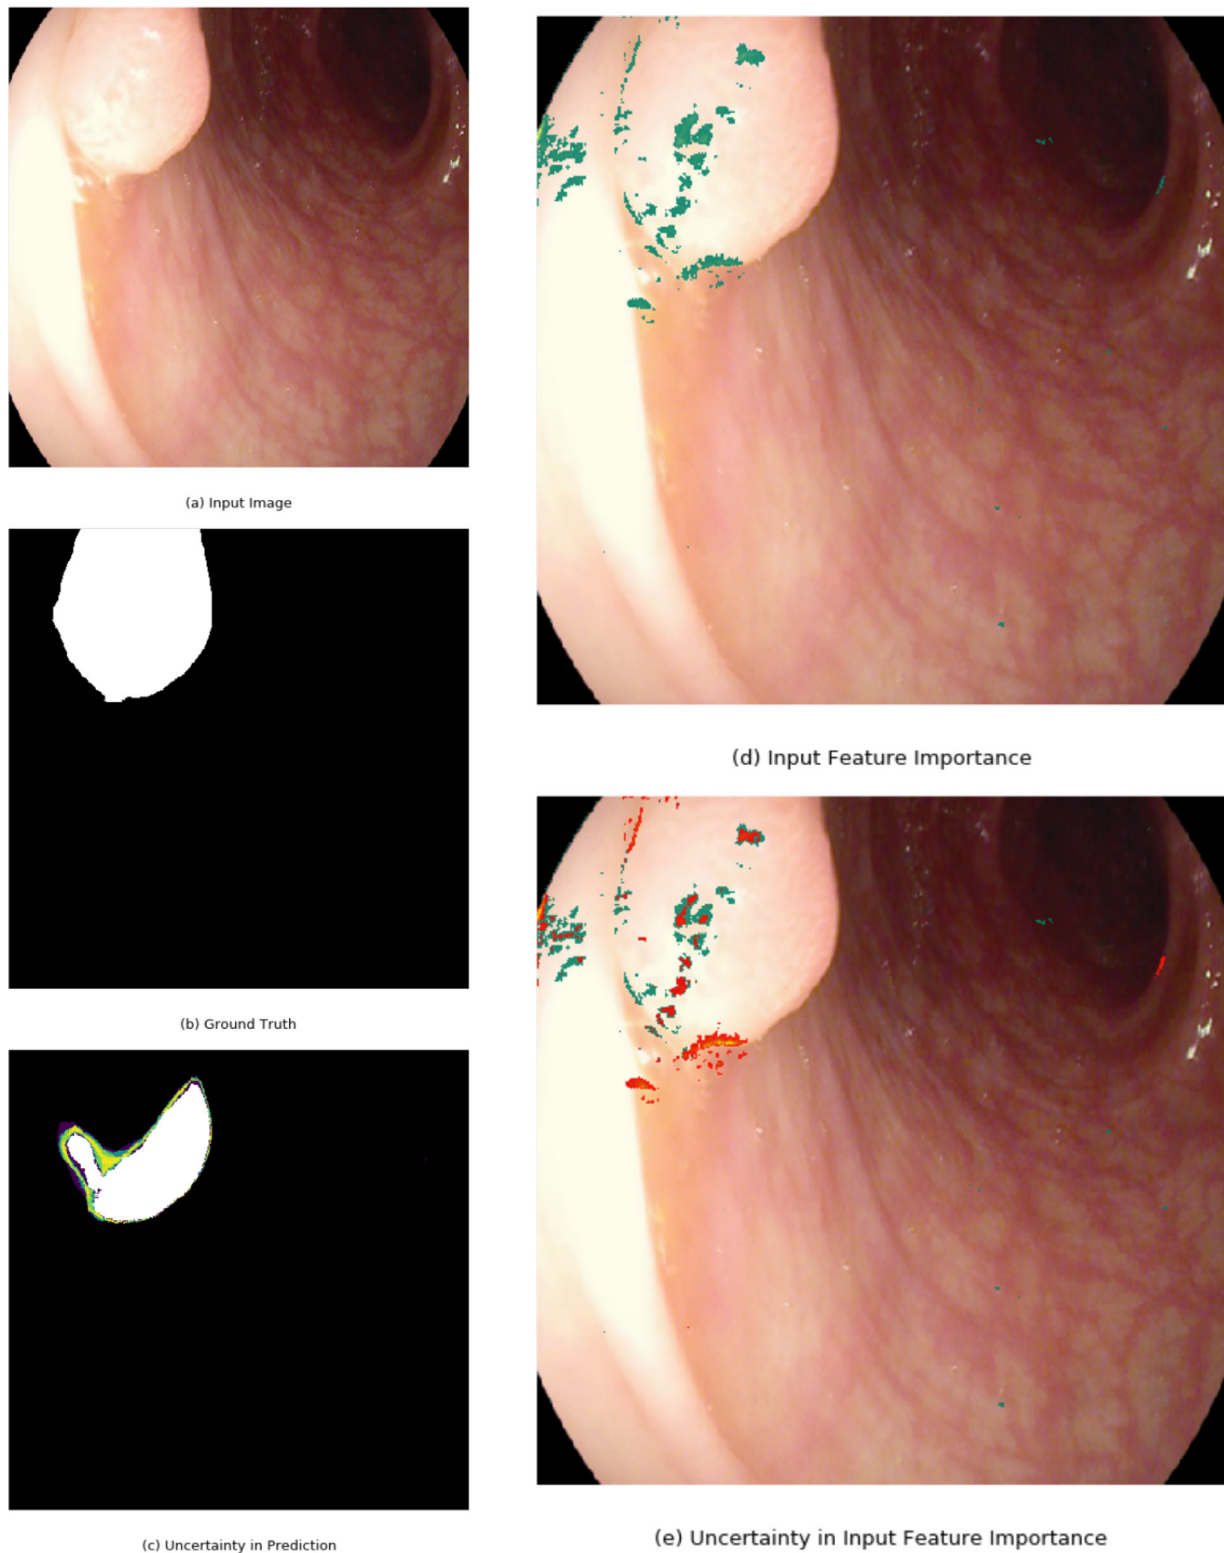 (a) Input Image
(b) Ground Truth
(c) Uncertainty in Prediction
(d) Input Feature Importance
(e) Uncertainty in Input Feature Importance